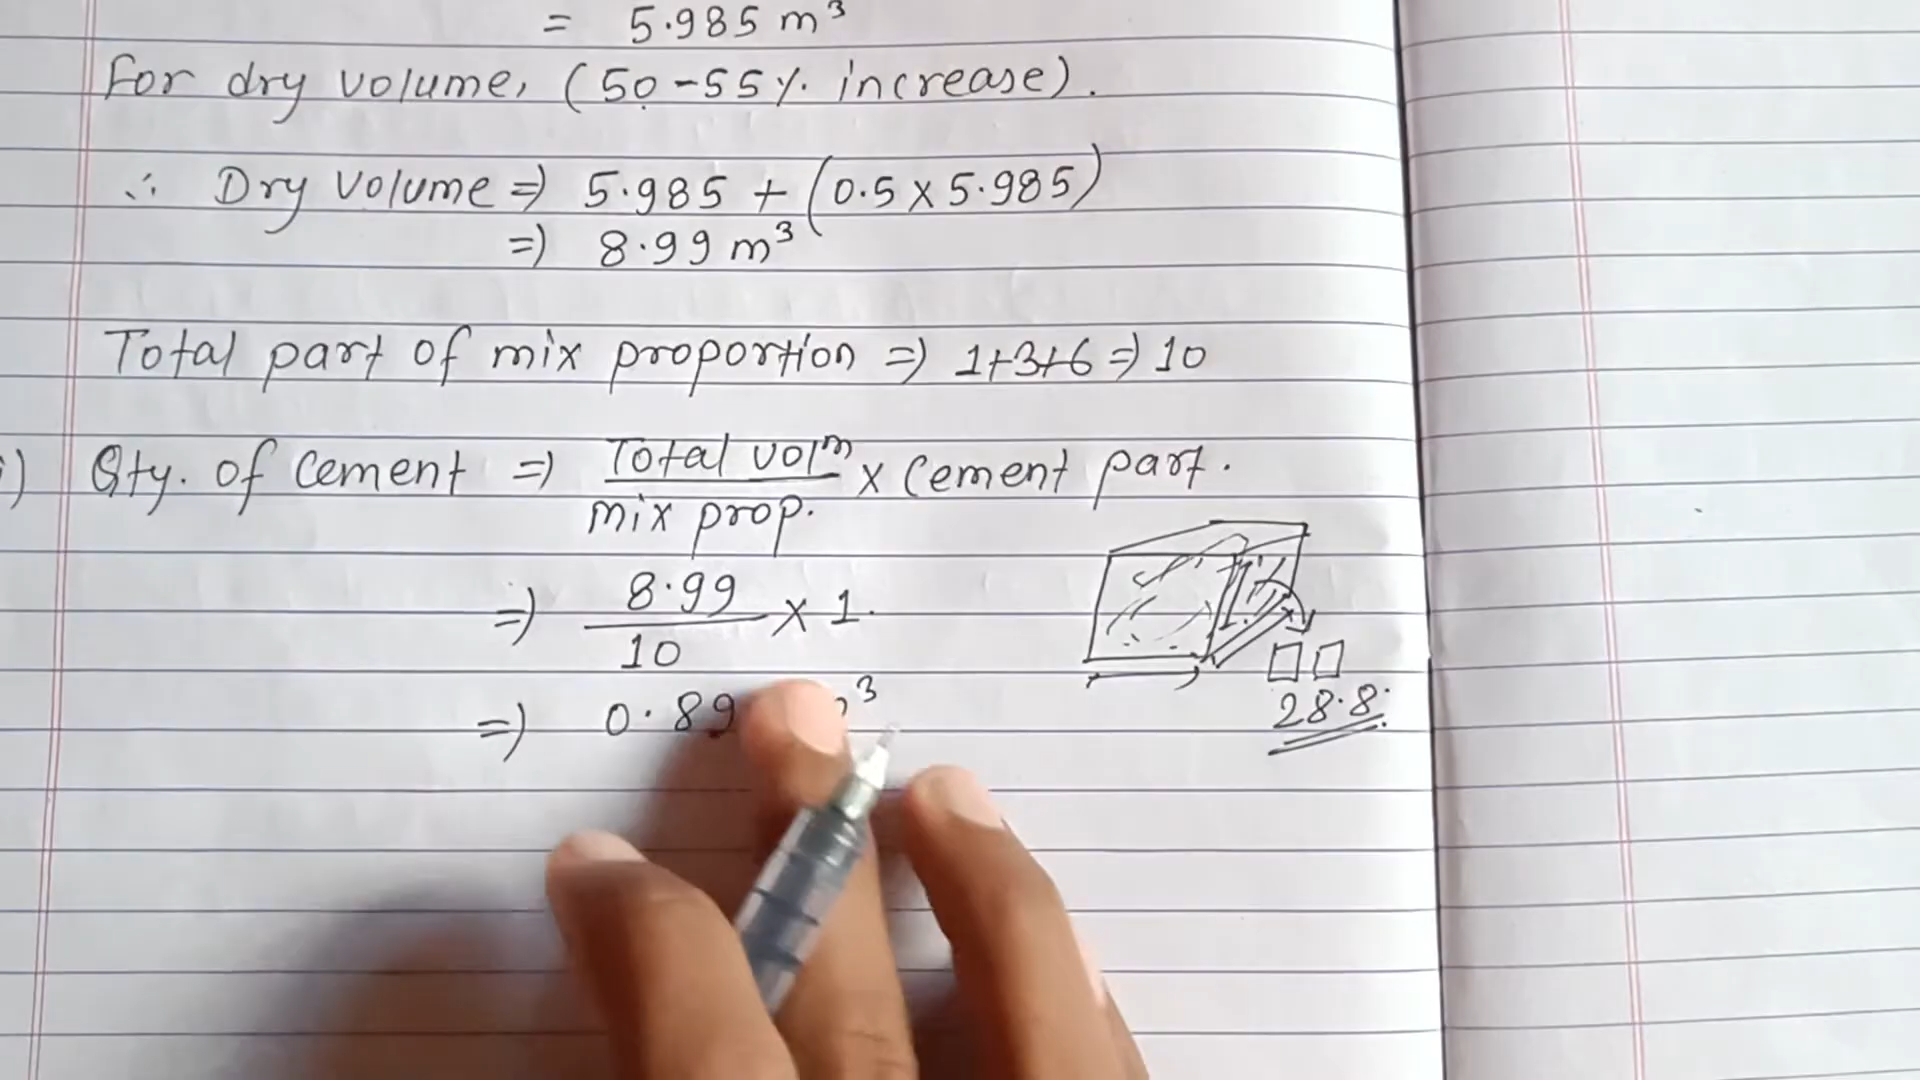 = 5.985 m³
For dry volume, (50-55%. increase).
∴ Dry volume ⇒ 5.985 + (0.5 x 5.985)
⇒ 8.99 m³
Total part of mix proportion ⇒ 1+3+6 ⇒ 10
) Qty. of cement ⇒ Total volm / mix prop. x cement part.
⇒ 8.99 / 10 x 1.
⇒ 0.89 ³
28.8.